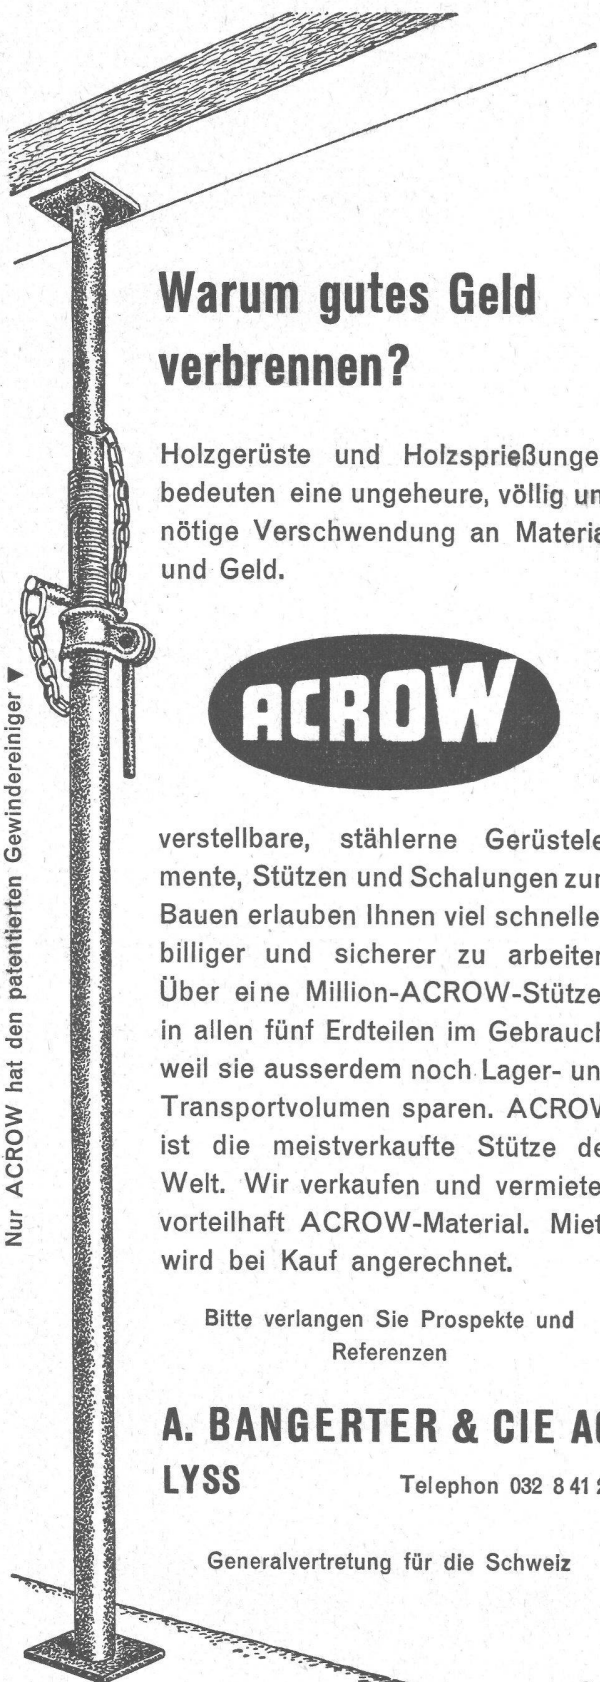 Warum gutes Geld
verbrennen?
Holzgerüste und Holzsprießunge
bedeuten eine ungeheure, völlig un
nötige Verschwendung an Materia
und Geld.
ACROW
verstellbare, stählerne Gerüstele
mente, Stützen und Schalungen zum
Bauen erlauben Ihnen viel schneller
billiger und sicherer zu arbeiten
Über eine Million-ACROW-Stütze
in allen fünf Erdteilen im Gebrauch
weil sie ausserdem noch Lager- un
Transportvolumen sparen. ACROW
ist die meistverkaufte Stütze de
Welt. Wir verkaufen und vermiete
vorteilhaft ACROW-Material. Miet
wird bei Kauf angerechnet.
Bitte verlangen Sie Prospekte und
Referenzen
A. BANGERTER & CIE AG
LYSS Telephon 032 8 41 2
Generalvertretung für die Schweiz
Nur ACROW hat den patentierten Gewindereiniger ▼